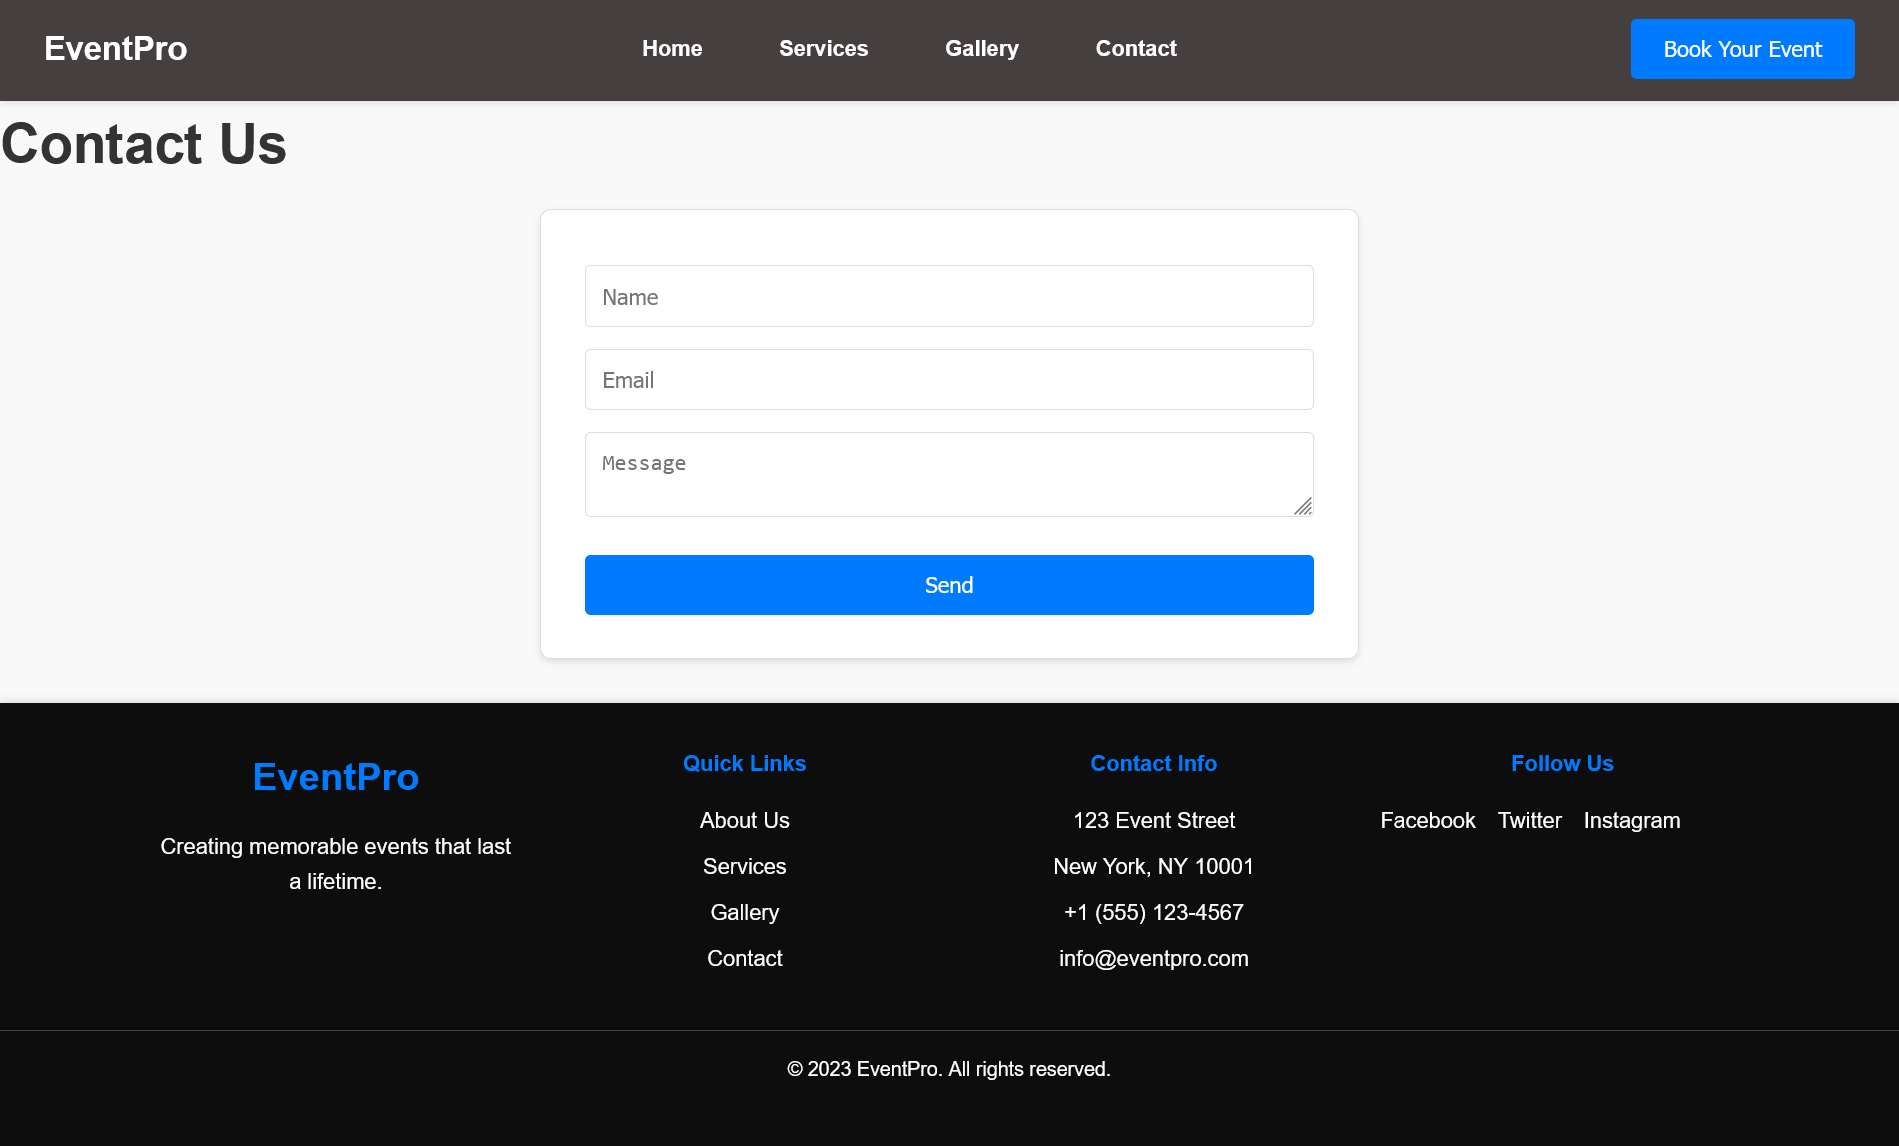 EventPro
Home Services Gallery Contact
Book Your Event
Contact Us
Name
Email
Message
Send
EventPro
Creating memorable events that last
a lifetime.
Quick Links
About Us
Services
Gallery
Contact
Contact Info
123 Event Street
New York, NY 10001
+1 (555) 123-4567
info@eventpro.com
Follow Us
Facebook Twitter Instagram
© 2023 EventPro. All rights reserved.